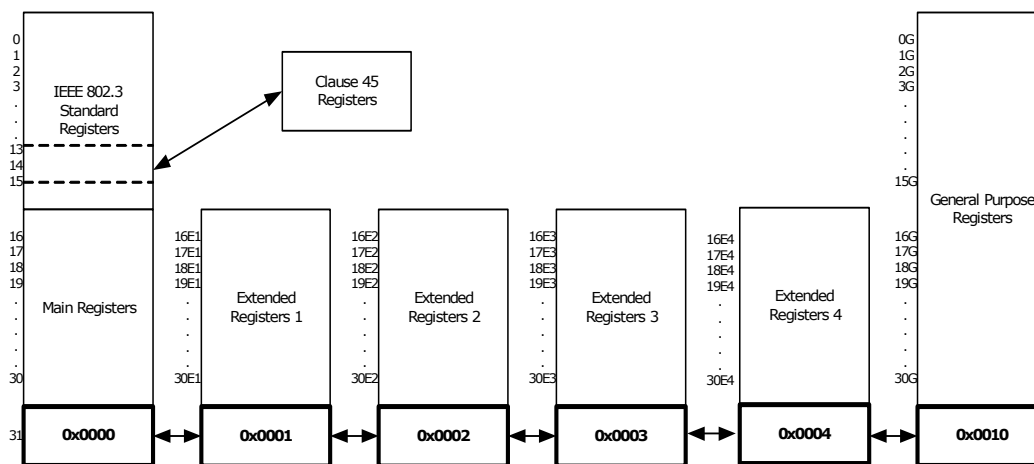 0
1
2
3
.
.
.
13
14
15
IEEE 802.3
Standard
Registers
Clause 45
Registers
16
17
18
19
.
.
.
.
.
30
Main Registers
16E1
17E1
18E1
19E1
.
.
.
.
.
30E1
Extended
Registers 1
16E2
17E2
18E2
19E2
.
.
.
.
.
30E2
Extended
Registers 2
16E3
17E3
18E3
19E3
.
.
.
.
.
30E3
Extended
Registers 3
16E4
17E4
18E4
19E4
.
.
.
.
.
30E4
Extended
Registers 4
0G
1G
2G
3G
.
.
.
.
.
15G
16G
17G
18G
19G
.
.
.
.
.
30G
General Purpose
Registers
31
0x0000
0x0001
0x0002
0x0003
0x0004
0x0010